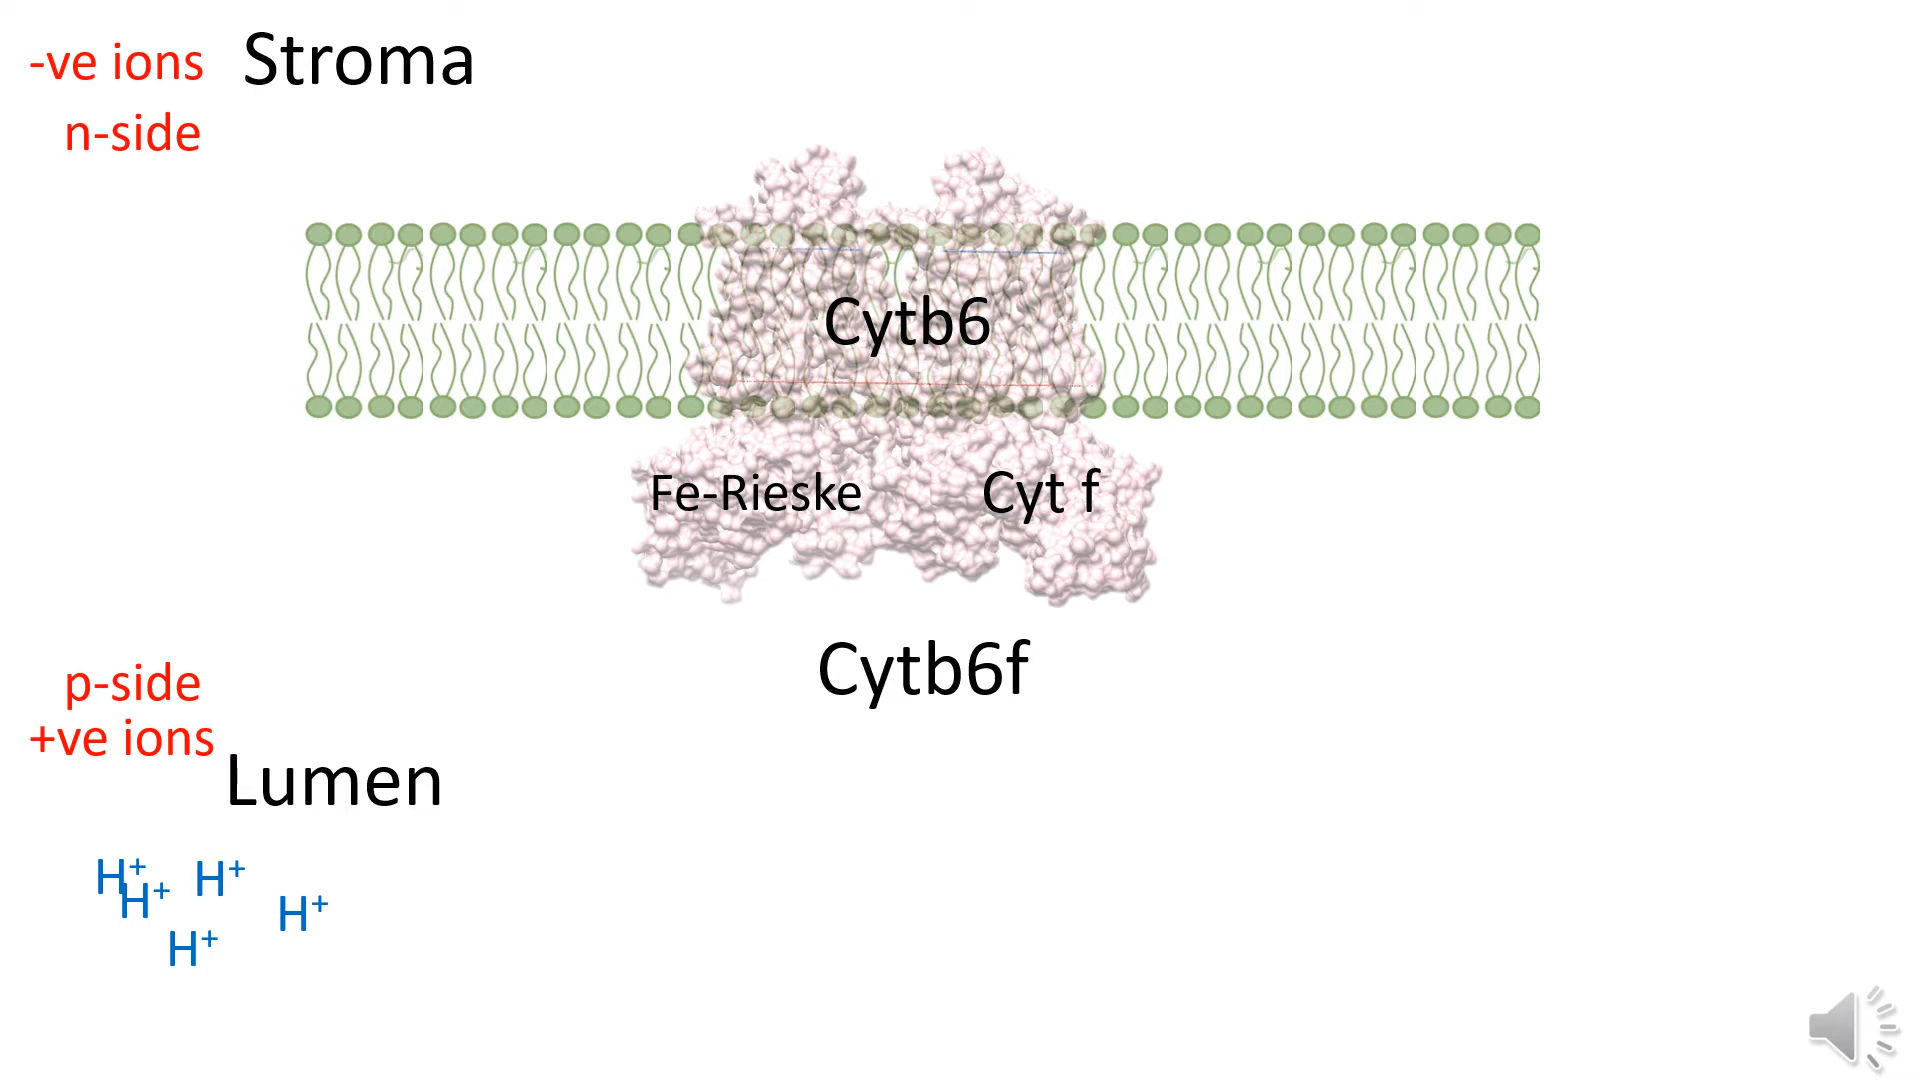 -ve ions
Stroma
n-side
Cytb6
Fe-Rieske
Cyt f
Cytb6f
p-side
+ve ions
Lumen
H⁺
H⁺
H⁺
H⁺
H⁺